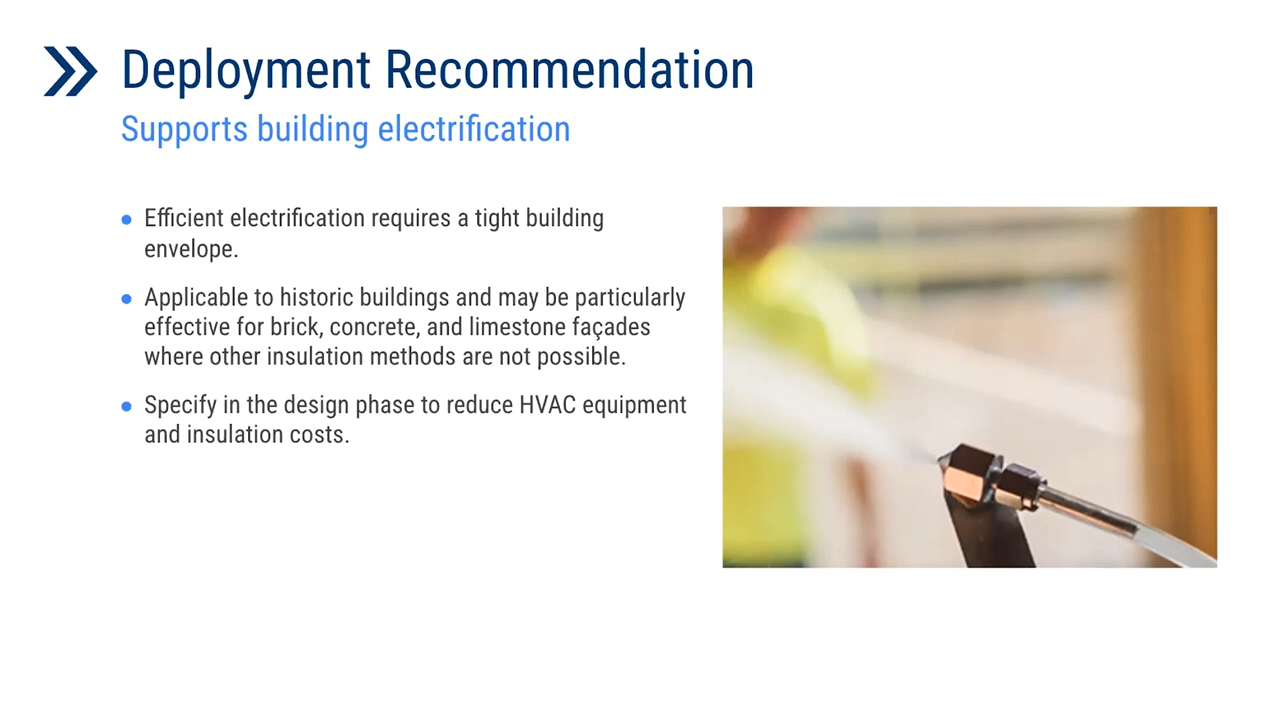 Deployment Recommendation
Supports building electrification
• Efficient electrification requires a tight building
envelope.
• Applicable to historic buildings and may be particularly
effective for brick, concrete, and limestone façades
where other insulation methods are not possible.
• Specify in the design phase to reduce HVAC equipment
and insulation costs.